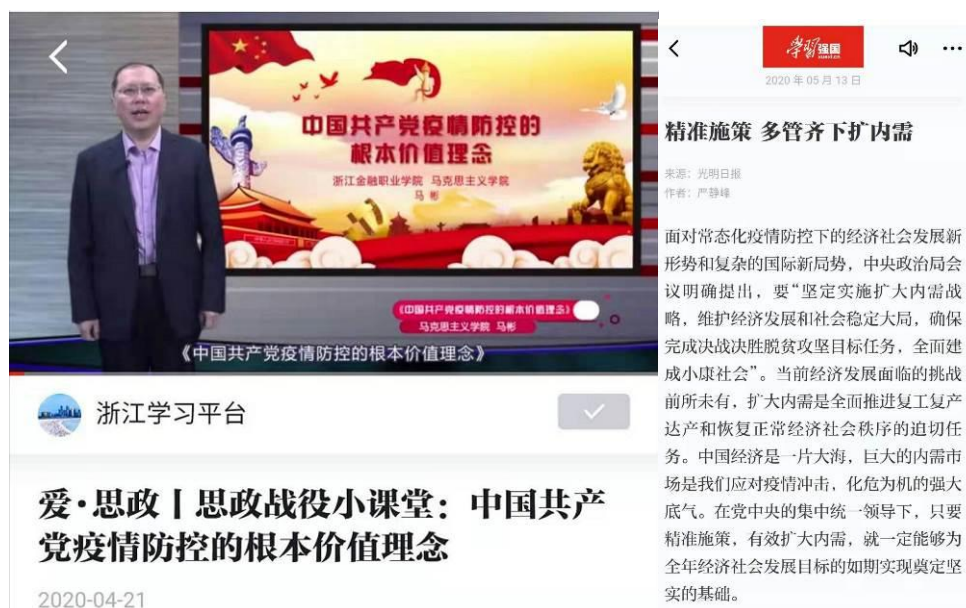 中国共产党疫情防控的
根本价值理念
浙江金融职业学院 马克思主义学院
马 彬
《中国共产党疫情防控的根本价值理念》
马克思主义学院 马彬
《中国共产党疫情防控的根本价值理念》
浙江学习平台
爱·思政丨思政战役小课堂：中国共产
党疫情防控的根本价值理念
2020-04-21
学习强国
2020 年 05 月 13 日
精准施策 多管齐下扩内需
来源：光明日报
作者：严静峰
面对常态化疫情防控下的经济社会发展新
形势和复杂的国际新局势，中央政治局会
议明确提出，要“坚定实施扩大内需战
略，维护经济发展和社会稳定大局，确保
完成决战决胜脱贫攻坚目标任务，全面建
成小康社会”。当前经济发展面临的挑战
前所未有，扩大内需是全面推进复工复产
达产和恢复正常经济社会秩序的迫切任
务。中国经济是一片大海，巨大的内需市
场是我们应对疫情冲击，化危为机的强大
底气。在党中央的集中统一领导下，只要
精准施策，有效扩大内需，就一定能够为
全年经济社会发展目标的如期实现奠定坚
实的基础。